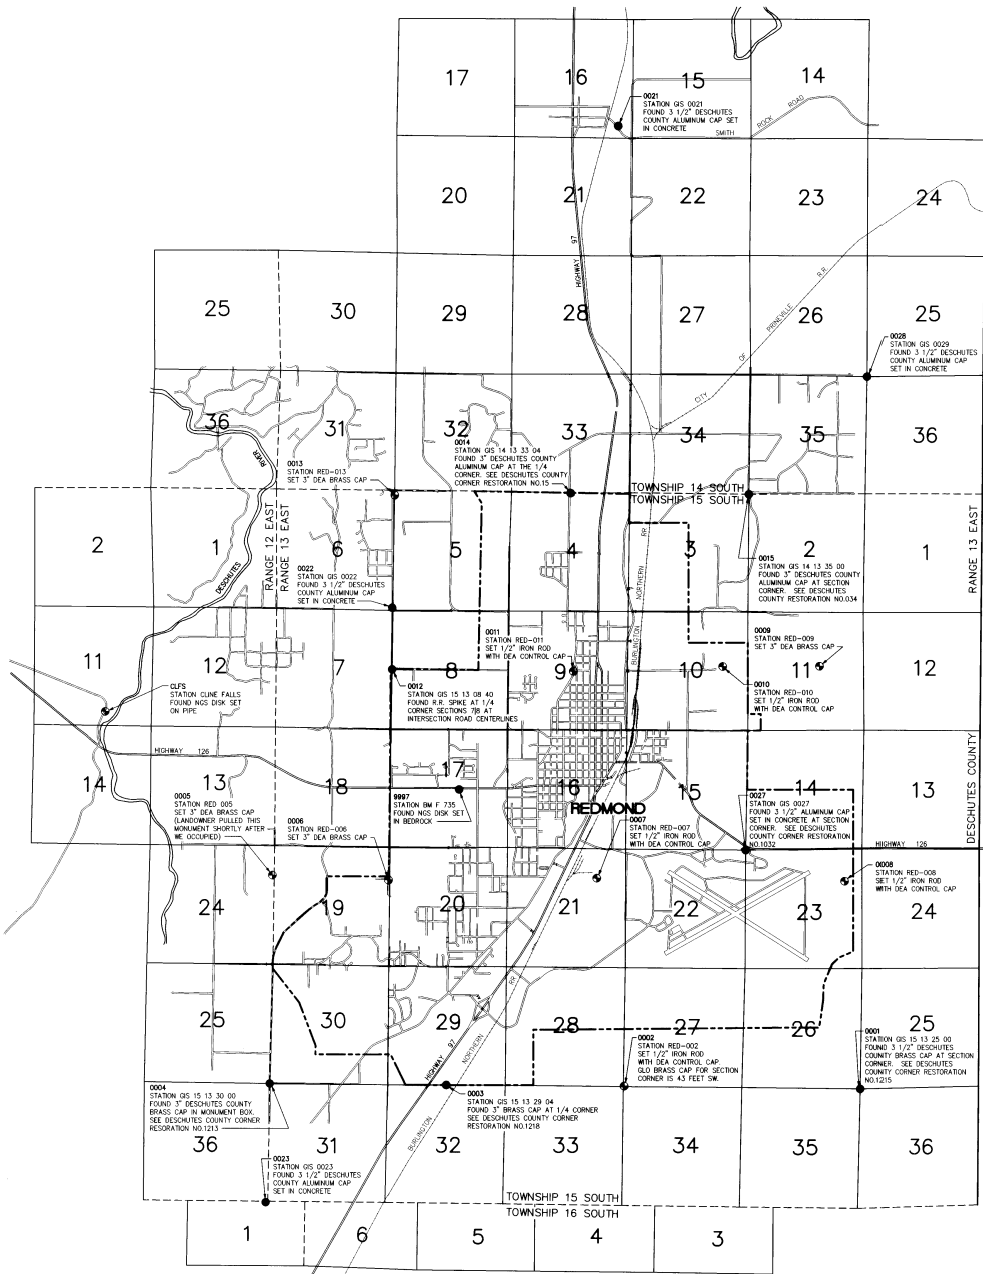 17
16
15
14
0021
STATION GIS 0021
FOUND 3 1/2" DESCHUTES
COUNTY ALUMINUM CAP SET
IN CONCRETE
SMITH
ROCK
ROAD
20
21
22
23
24
HIGHWAY 97
CITY OF PRINEVILLE R.R.
25
30
29
28
27
26
25
0028
STATION GIS 0029
FOUND 3 1/2" DESCHUTES
COUNTY ALUMINUM CAP
SET IN CONCRETE
36
31
32
33
34
35
36
RIVER
0013
STATION RED-013
SET 3" DEA BRASS CAP
0014
STATION GIS 14 13 33 04
FOUND 3" DESCHUTES COUNTY
ALUMINUM CAP AT THE 1/4
CORNER. SEE DESCHUTES COUNTY
CORNER RESTORATION NO.15
TOWNSHIP 14 SOUTH
TOWNSHIP 15 SOUTH
RANGE 12 EAST
RANGE 13 EAST
RANGE 13 EAST
2
1
6
5
4
3
2
1
DESCHUTES
BURLINGTON NORTHERN RR
0022
STATION GIS 0022
FOUND 3 1/2" DESCHUTES
COUNTY ALUMINUM CAP
SET IN CONCRETE
0015
STATION GIS 14 13 35 00
FOUND 3" DESCHUTES COUNTY
ALUMINUM CAP AT SECTION
CORNER. SEE DESCHUTES
COUNTY RESTORATION NO.034
0011
STATION RED-011
SET 1/2" IRON ROD
WITH DEA CONTROL CAP
0009
STATION RED-009
SET 3" DEA BRASS CAP
11
12
7
8
9
10
11
12
CLFS
STATION CLINE FALLS
FOUND NGS DISK SET
ON PIPE
0012
STATION GIS 15 13 08 40
FOUND R.R. SPIKE AT 1/4
CORNER SECTIONS 7/8 AT
INTERSECTION ROAD CENTERLINES
0010
STATION RED-010
SET 1/2" IRON ROD
WITH DEA CONTROL CAP
HIGHWAY 126
DESCHUTES COUNTY
14
13
18
17
16
15
14
13
REDMOND
0005
STATION RED 005
SET 3" DEA BRASS CAP
(LANDOWNER PULLED THIS
MONUMENT SHORTLY AFTER
WE OCCUPIED)
0006
STATION RED-006
SET 3" DEA BRASS CAP
9997
STATION BM F 735
FOUND NGS DISK SET
IN BEDROCK
0007
STATION RED-007
SET 1/2" IRON ROD
WITH DEA CONTROL CAP
0027
STATION GIS 0027
FOUND 3 1/2" ALUMINUM CAP
SET IN CONCRETE AT SECTION
CORNER. SEE DESCHUTES
COUNTY CORNER RESTORATION
NO.1032
HIGHWAY 126
0008
STATION RED-008
SET 1/2" IRON ROD
WITH DEA CONTROL CAP
24
19
20
21
22
23
24
RR
25
30
29
28
27
26
25
HIGHWAY 97
BURLINGTON NORTHERN
0002
STATION RED-002
SET 1/2" IRON ROD
WITH DEA CONTROL CAP.
GLO BRASS CAP FOR SECTION
CORNER IS 43 FEET SW.
0001
STATION GIS 15 13 25 00
FOUND 3 1/2" DESCHUTES
COUNTY BRASS CAP AT SECTION
CORNER. SEE DESCHUTES
COUNTY CORNER RESTORATION
NO.1215
0004
STATION GIS 15 13 30 00
FOUND 3" DESCHUTES COUNTY
BRASS CAP IN MONUMENT BOX.
SEE DESCHUTES COUNTY CORNER
RESORATION NO.1213
0003
STATION GIS 15 13 29 04
FOUND 3" BRASS CAP AT 1/4 CORNER
SEE DESCHUTES COUNTY CORNER
RESTORATION NO.1218
36
31
32
33
34
35
36
0023
STATION GIS 0023
FOUND 3 1/2" DESCHUTES
COUNTY ALUMINUM CAP
SET IN CONCRETE
TOWNSHIP 15 SOUTH
TOWNSHIP 16 SOUTH
1
6
5
4
3